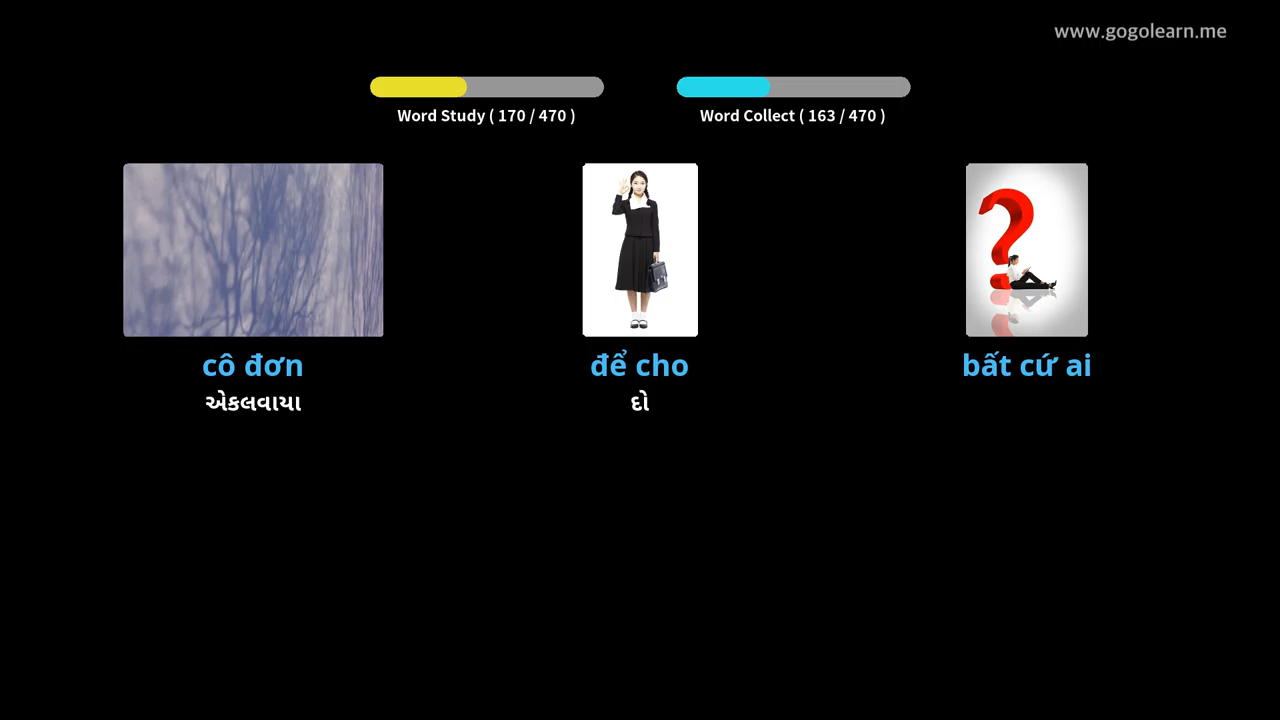 www.gogolearn.me
Word Study ( 170 / 470 )
Word Collect ( 163 / 470 )
cô đơn
એકલવાયા
để cho
દો
bất cứ ai